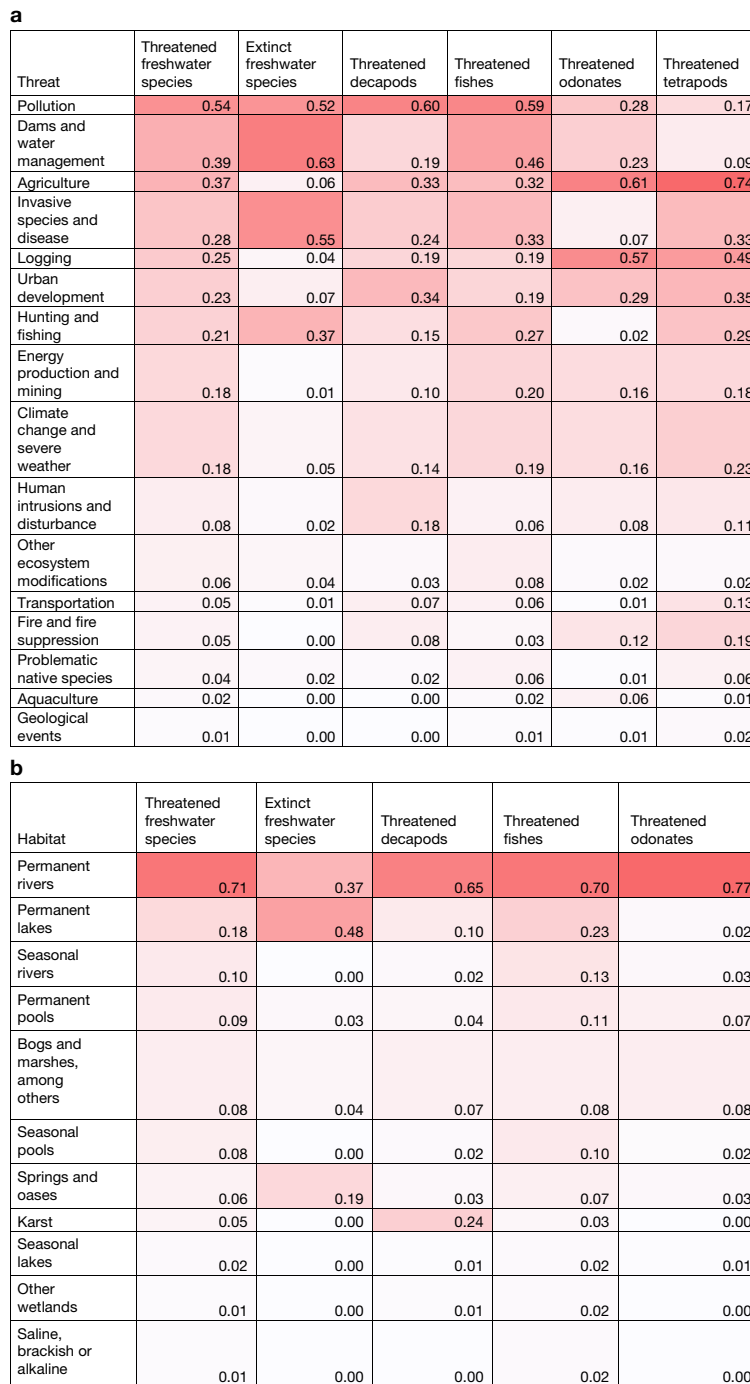 a
Threat
Threatened freshwater species
Extinct freshwater species
Threatened decapods
Threatened fishes
Threatened odonates
Threatened tetrapods
Pollution 0.54 0.52 0.60 0.59 0.28 0.17
Dams and water management 0.39 0.63 0.19 0.46 0.23 0.09
Agriculture 0.37 0.06 0.33 0.32 0.61 0.74
Invasive species and disease 0.28 0.55 0.24 0.33 0.07 0.33
Logging 0.25 0.04 0.19 0.19 0.57 0.49
Urban development 0.23 0.07 0.34 0.19 0.29 0.35
Hunting and fishing 0.21 0.37 0.15 0.27 0.02 0.29
Energy production and mining 0.18 0.01 0.10 0.20 0.16 0.18
Climate change and severe weather 0.18 0.05 0.14 0.19 0.16 0.23
Human intrusions and disturbance 0.08 0.02 0.18 0.06 0.08 0.11
Other ecosystem modifications 0.06 0.04 0.03 0.08 0.02 0.02
Transportation 0.05 0.01 0.07 0.06 0.01 0.13
Fire and fire suppression 0.05 0.00 0.08 0.03 0.12 0.19
Problematic native species 0.04 0.02 0.02 0.06 0.01 0.06
Aquaculture 0.02 0.00 0.00 0.02 0.06 0.01
Geological events 0.01 0.00 0.00 0.01 0.01 0.02
b
Habitat
Threatened freshwater species
Extinct freshwater species
Threatened decapods
Threatened fishes
Threatened odonates
Permanent rivers 0.71 0.37 0.65 0.70 0.77
Permanent lakes 0.18 0.48 0.10 0.23 0.02
Seasonal rivers 0.10 0.00 0.02 0.13 0.03
Permanent pools 0.09 0.03 0.04 0.11 0.07
Bogs and marshes, among others 0.08 0.04 0.07 0.08 0.08
Seasonal pools 0.08 0.00 0.02 0.10 0.02
Springs and oases 0.06 0.19 0.03 0.07 0.03
Karst 0.05 0.00 0.24 0.03 0.00
Seasonal lakes 0.02 0.00 0.01 0.02 0.01
Other wetlands 0.01 0.00 0.01 0.02 0.00
Saline, brackish or alkaline 0.01 0.00 0.00 0.02 0.00